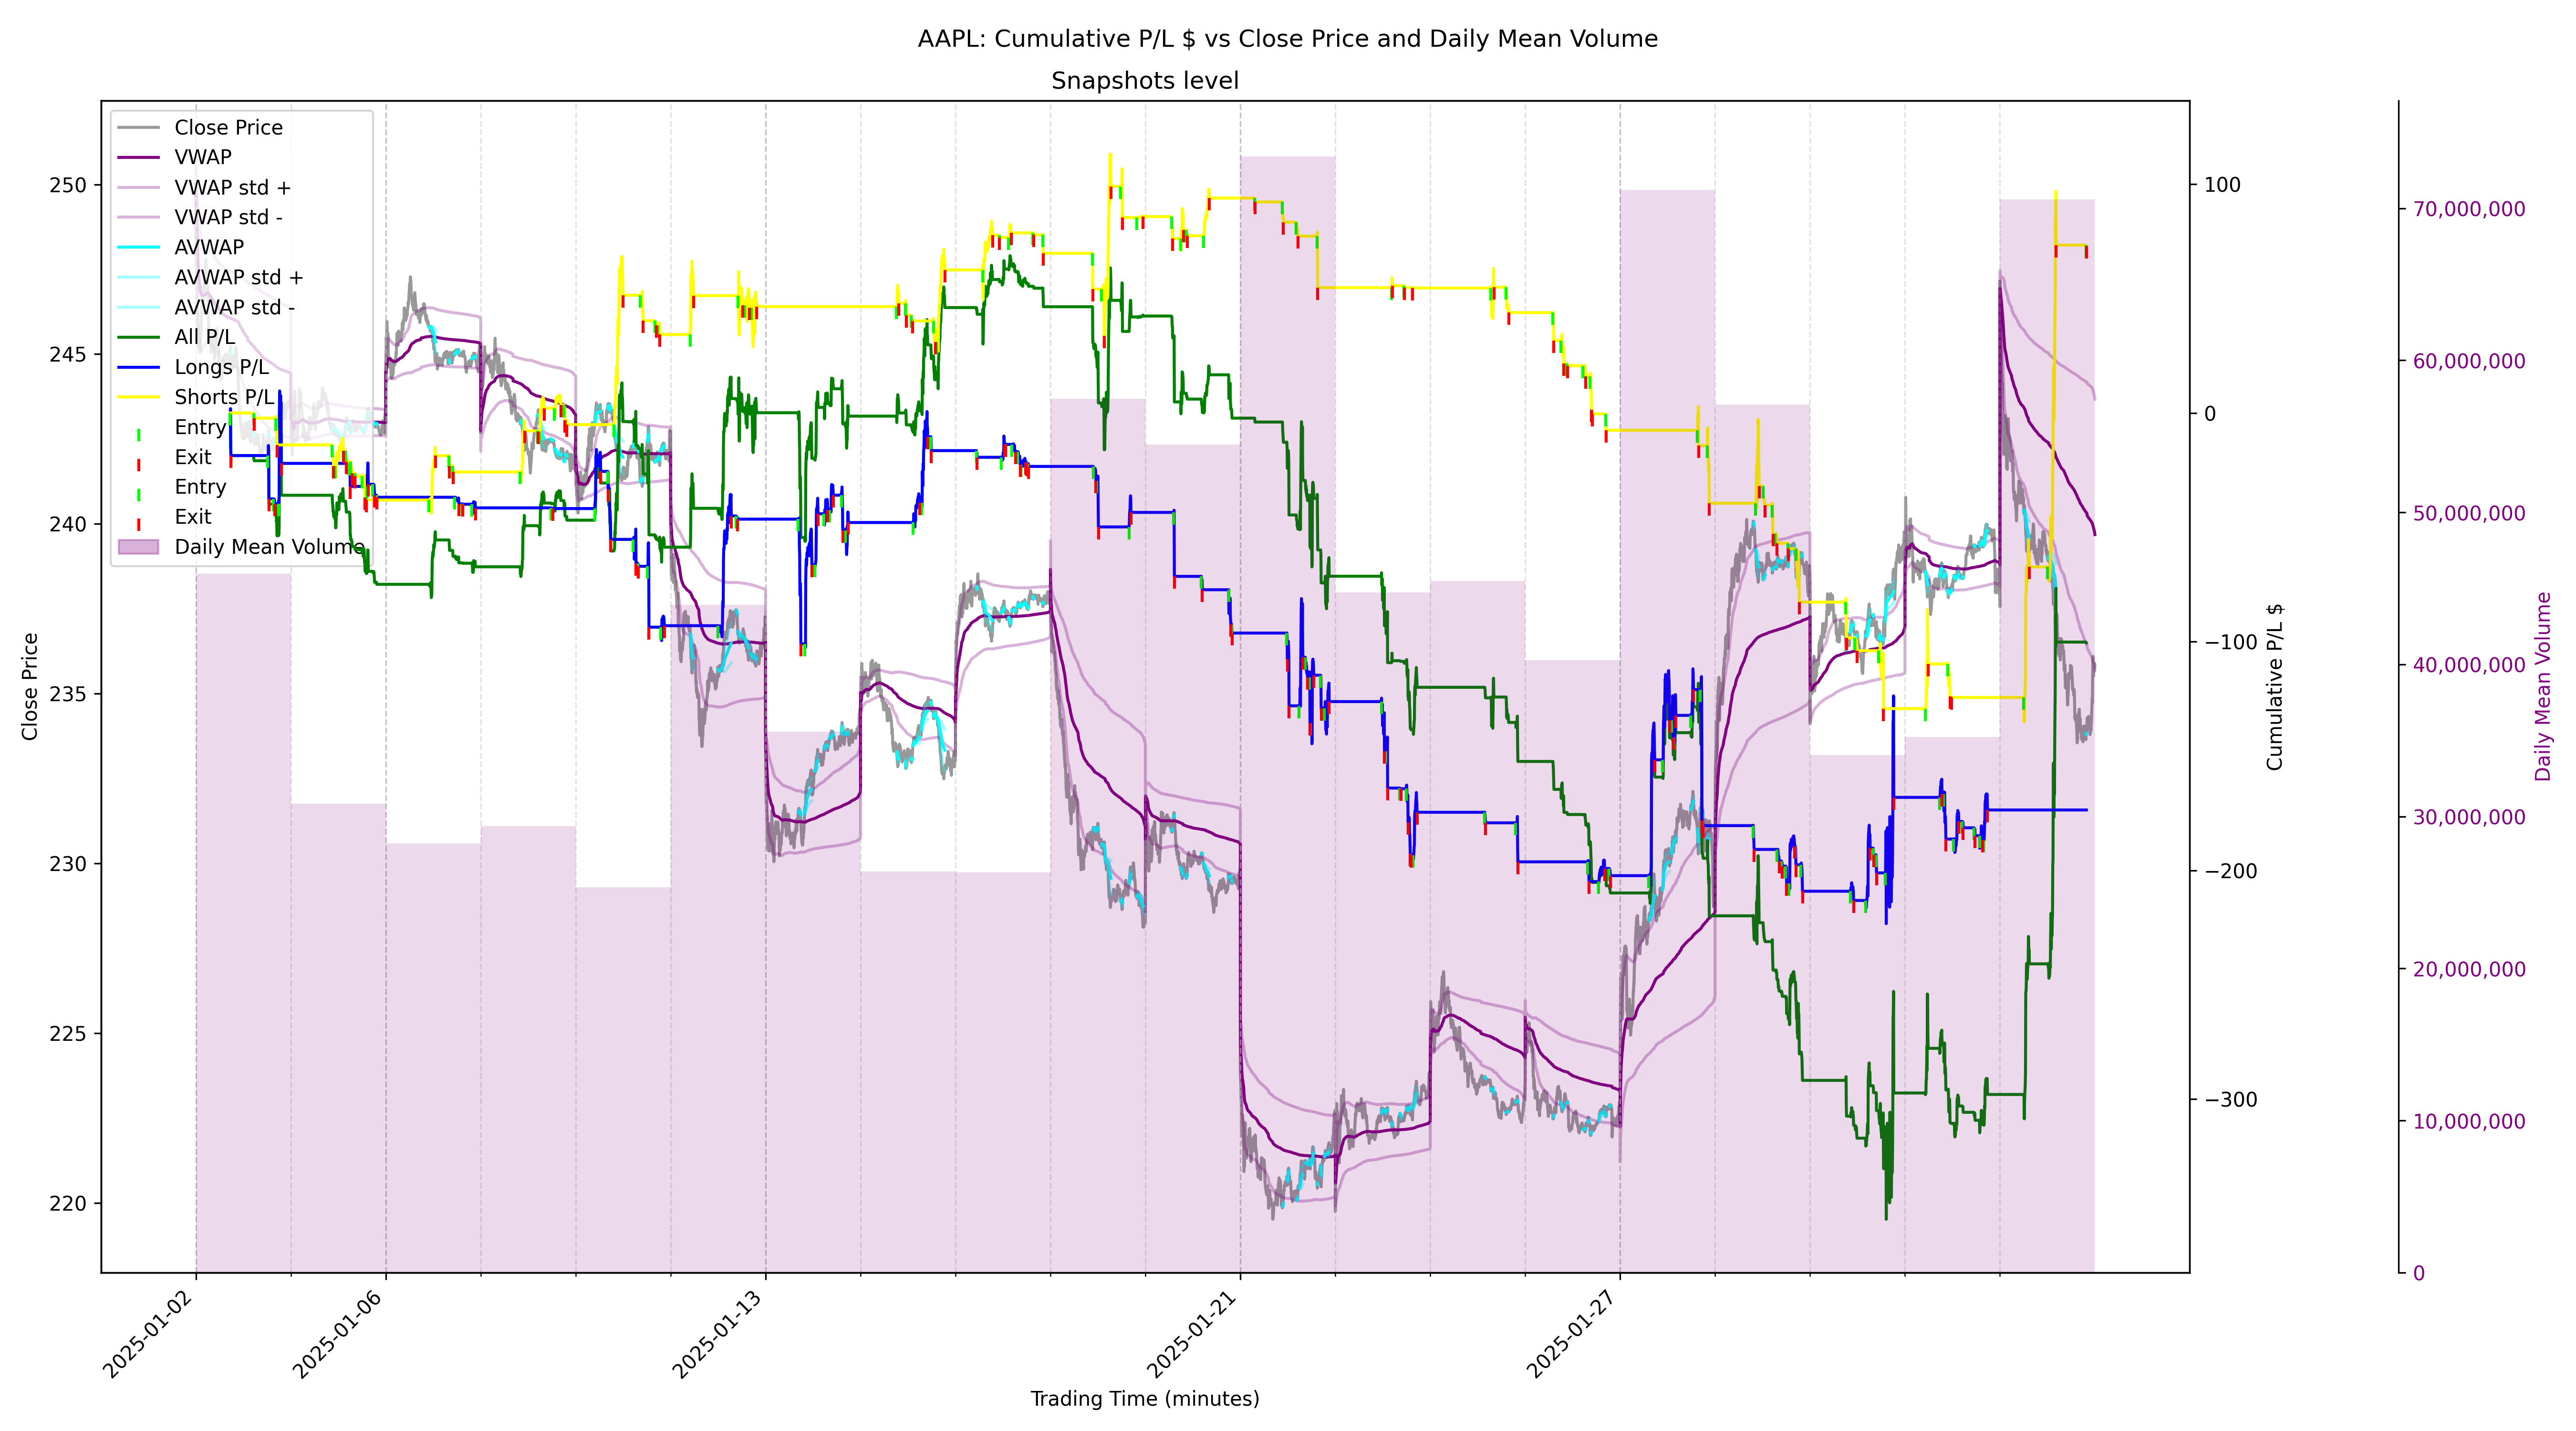 AAPL: Cumulative P/L $ vs Close Price and Daily Mean Volume
Snapshots level
Close Price
VWAP
VWAP std +
VWAP std -
AVWAP
AVWAP std +
AVWAP std -
All P/L
Longs P/L
Shorts P/L
Entry
Exit
Entry
Exit
Daily Mean Volume
250
245
240
235
230
225
220
Close Price
100
0
−100
−200
−300
Cumulative P/L $
70,000,000
60,000,000
50,000,000
40,000,000
30,000,000
20,000,000
10,000,000
0
Daily Mean Volume
2025-01-02
2025-01-06
2025-01-13
2025-01-21
2025-01-27
Trading Time (minutes)